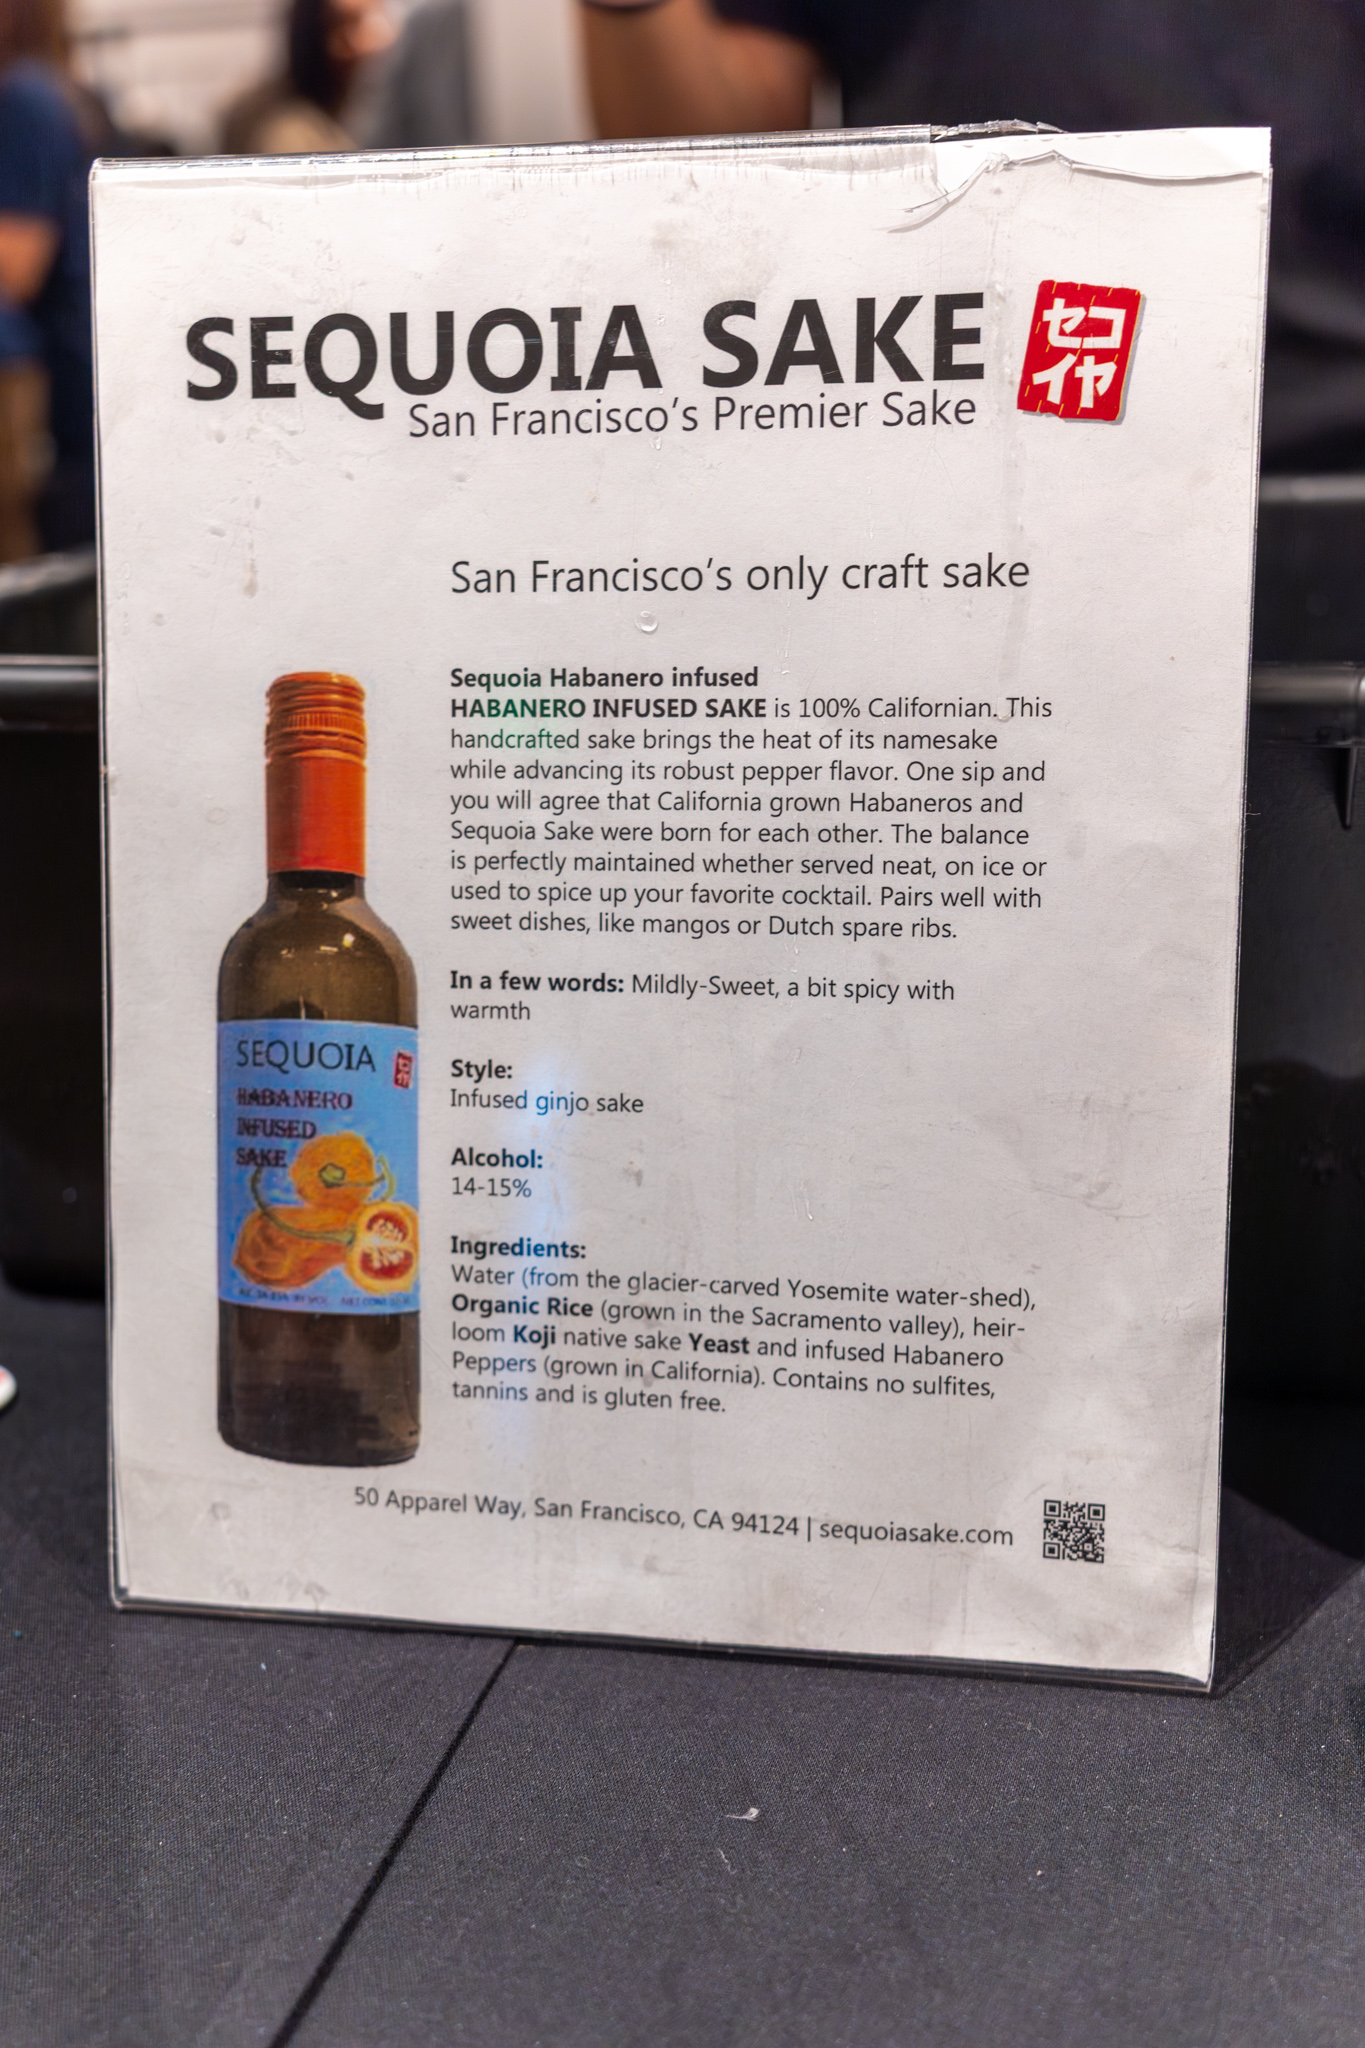 SEQUOIA SAKE
San Francisco's Premier Sake
セコ
イヤ
San Francisco's only craft sake
Sequoia Habanero infused
HABANERO INFUSED SAKE is 100% Californian. This
handcrafted sake brings the heat of its namesake
while advancing its robust pepper flavor. One sip and
you will agree that California grown Habaneros and
Sequoia Sake were born for each other. The balance
is perfectly maintained whether served neat, on ice or
used to spice up your favorite cocktail. Pairs well with
sweet dishes, like mangos or Dutch spare ribs.
In a few words: Mildly-Sweet, a bit spicy with
warmth
Style:
Infused ginjo sake
Alcohol:
14-15%
Ingredients:
Water (from the glacier-carved Yosemite water-shed),
Organic Rice (grown in the Sacramento valley), heir-
loom Koji native sake Yeast and infused Habanero
Peppers (grown in California). Contains no sulfites,
tannins and is gluten free.
SEQUOIA
セコ
イヤ
HABANERO
INFUSED
SAKE
50 Apparel Way, San Francisco, CA 94124 | sequoiasake.com